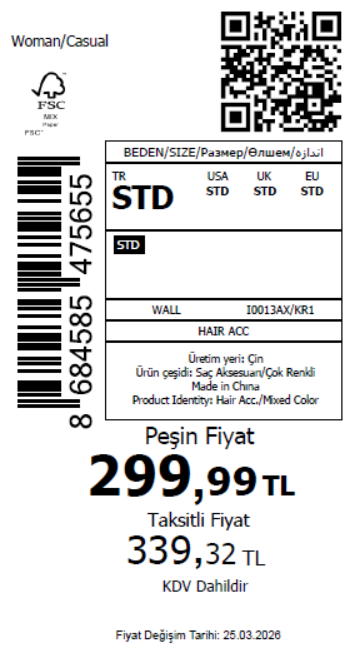 Woman/Casual
FSC
MIX
Paper
FSC™
BEDEN/SIZE/Размер/Өлшем/اندازه
TR USA UK EU
STD STD STD STD
STD
WALL I0013AX/KR1
HAIR ACC
Üretim yeri: Çin
Ürün çeşidi: Saç Aksesuarı/Çok Renkli
Made in China
Product Identity: Hair Acc./Mixed Color
8 684585 475655
Peşin Fiyat
299,99 TL
Taksitli Fiyat
339,32 TL
KDV Dahildir
Fiyat Değişim Tarihi: 25.03.2026